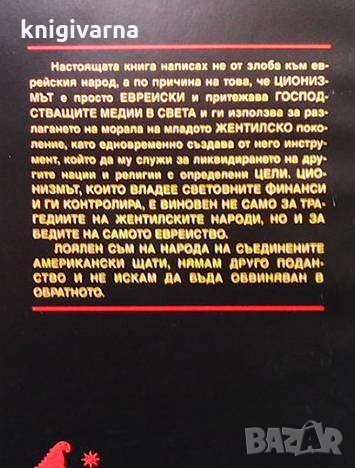 knigivarna
Настоящата книга написах не от злоба към ев-
рейския народ, а по причина на това, че ЦИОНИЗ-
МЪТ е просто ЕВРЕИСКИ и притежава ГОСПОД-
СТВАЩИТЕ МЕДИИ В СВЕТА и ги използва за раз-
лагането на морала на младото ЖЕНТИЛСКО поко-
ление, като едновременно създава от него инстру-
мент, който да му служи за ликвидирането на дру-
гите нации и религии с определени ЦЕЛИ. ЦИО-
НИЗМЪТ, КОИТО ВЛАДЕЕ СВЕТОВНИТЕ ФИНАНСИ
И ГИ КОНТРОЛИРА, Е ВИНОВЕН НЕ САМО ЗА ТРА-
ГЕДИИТЕ НА ЖЕНТИЛСКИТЕ НАРОДИ, НО И ЗА
БЕДИТЕ НА САМОТО ЕВРЕИСТВО.
ЛОЯЛЕН СЪМ НА НАРОДА НА СЪЕДИНЕНИТЕ
АМЕРИКАНСКИ ЩАТИ, НЯМАМ ДРУГО ПОДАН-
СТВО И НЕ ИСКАМ ДА БЪДА ОБВИНЯВАН В
ОБРАТНОТО.
BAZAR